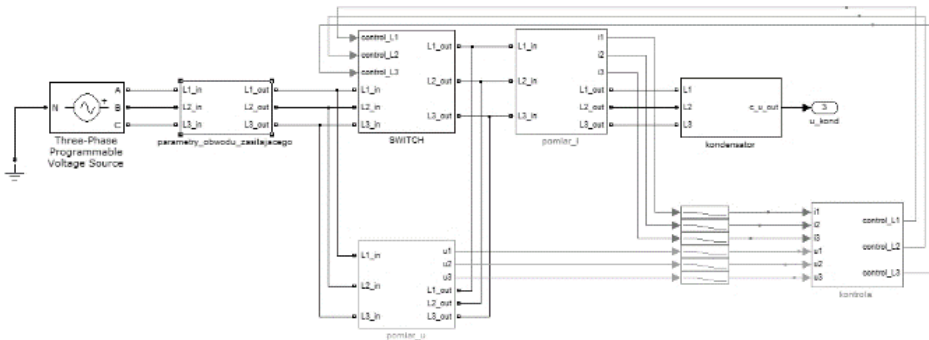 control_L1
control_L2
control_L3
L1_in
L2_in
L3_in
L1_out
L2_out
L3_out
SWITCH
L1_in
L2_in
L3_in
i1
i2
i3
L1_out
L2_out
L3_out
pomiar_i
N
A
B
C
Three-Phase
Programmable
Voltage Source
L1_in
L2_in
L3_in
L1_out
L2_out
L3_out
parametry_obwodu_zasilajacego
L1
L2
L3
c_u_out
kondensator
3
u_kond
L1_in
L2_in
L3_in
u1
u2
u3
L1_out
L2_out
L3_out
pomiar_u
i1
i2
i3
u1
u2
u3
control_L1
control_L2
control_L3
kontrola